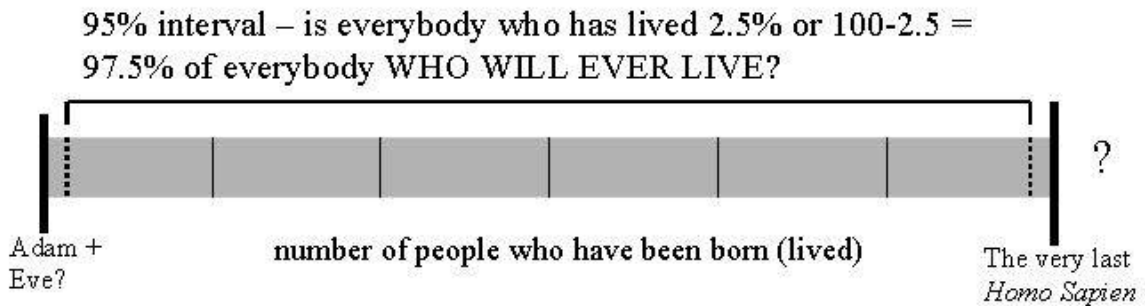 95% interval – is everybody who has lived 2.5% or 100-2.5 =
97.5% of everybody WHO WILL EVER LIVE?
?
Adam +
Eve?
number of people who have been born (lived)
The very last
Homo Sapien